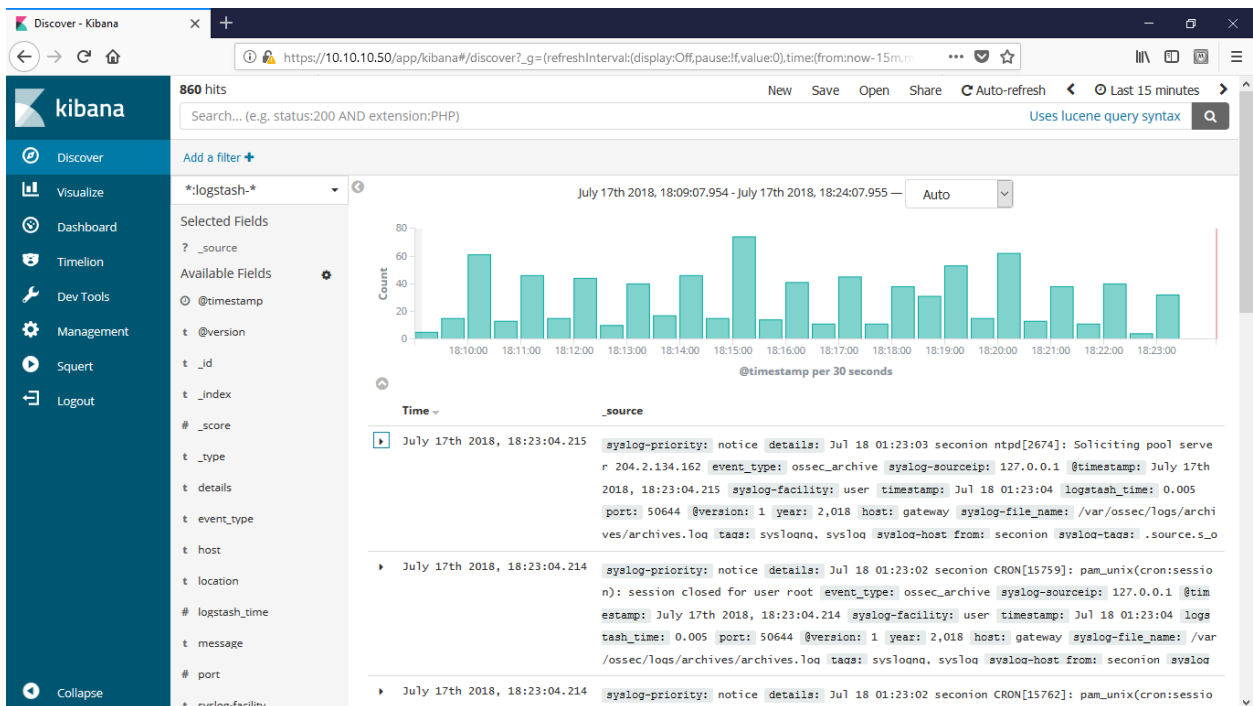 Discover - Kibana
https://10.10.10.50/app/kibana#/discover?_g=(refreshInterval:(display:Off,pause:!f,value:0),time:(from:now-15m,
kibana
Discover
Visualize
Dashboard
Timelion
Dev Tools
Management
Squert
Logout
Collapse
860 hits
New Save Open Share Auto-refresh Last 15 minutes
Search... (e.g. status:200 AND extension:PHP) Uses lucene query syntax
Add a filter
*:logstash-*
Selected Fields
? _source
Available Fields
@timestamp
t @version
t _id
t _index
# _score
t _type
t details
t event_type
t host
t location
# logstash_time
t message
# port
t syslog-facility
July 17th 2018, 18:09:07.954 - July 17th 2018, 18:24:07.955 — Auto
Count
80
60
40
20
0
18:10:00 18:11:00 18:12:00 18:13:00 18:14:00 18:15:00 18:16:00 18:17:00 18:18:00 18:19:00 18:20:00 18:21:00 18:22:00 18:23:00
@timestamp per 30 seconds
Time _source
July 17th 2018, 18:23:04.215 syslog-priority: notice details: Jul 18 01:23:03 seconion ntpd[2674]: Soliciting pool serve
r 204.2.134.162 event_type: ossec_archive syslog-sourceip: 127.0.0.1 @timestamp: July 17th
2018, 18:23:04.215 syslog-facility: user timestamp: Jul 18 01:23:04 logstash_time: 0.005
port: 50644 @version: 1 year: 2,018 host: gateway syslog-file_name: /var/ossec/logs/archi
ves/archives.log tags: syslogng, syslog syslog-host_from: seconion syslog-tags: .source.s_o
July 17th 2018, 18:23:04.214 syslog-priority: notice details: Jul 18 01:23:02 seconion CRON[15759]: pam_unix(cron:sessio
n): session closed for user root event_type: ossec_archive syslog-sourceip: 127.0.0.1 @tim
estamp: July 17th 2018, 18:23:04.214 syslog-facility: user timestamp: Jul 18 01:23:04 logs
tash_time: 0.005 port: 50644 @version: 1 year: 2,018 host: gateway syslog-file_name: /var
/ossec/logs/archives/archives.log tags: syslogng, syslog syslog-host_from: seconion syslog
July 17th 2018, 18:23:04.214 syslog-priority: notice details: Jul 18 01:23:02 seconion CRON[15762]: pam_unix(cron:sessio